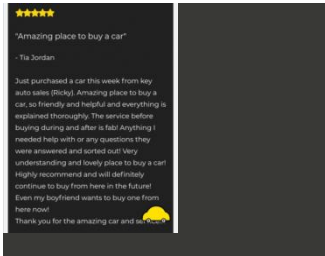 "Amazing place to buy a car"
- Tia Jordan
Just purchased a car this week from key
auto sales (Ricky). Amazing place to buy a
car, so friendly and helpful and everything is
explained thoroughly. The service before
buying during and after is fab! Anything I
needed help with or any questions they
were answered and sorted out! Very
understanding and lovely place to buy a car!
Highly recommend and will definitely
continue to buy from here in the future!
Even my boyfriend wants to buy one from
here now!
Thank you for the amazing car and